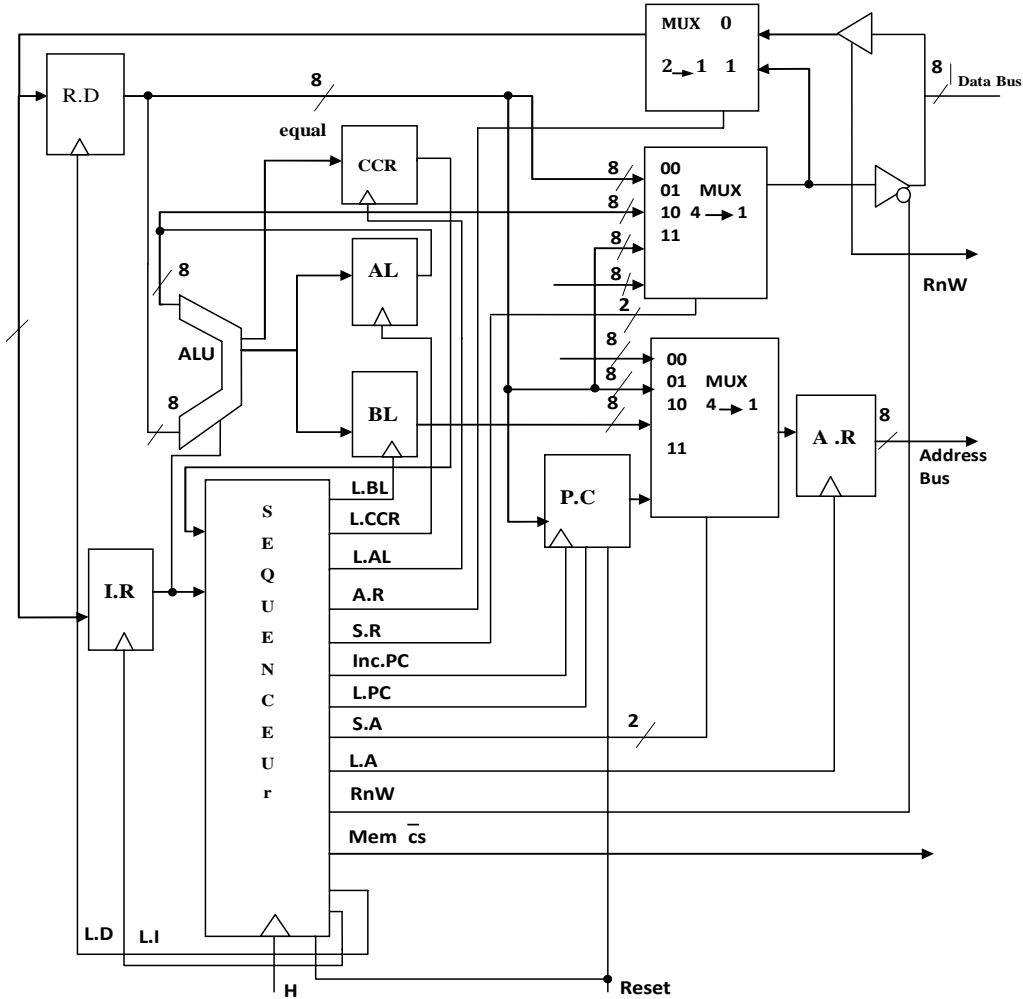 MUX 0
2 → 1 1
8
Data Bus
R.D
8
equal
CCR
8
00
01 MUX
8
10 4 → 1
11
8
8
2
RnW
AL
8
ALU
8
00
8
01 MUX
8
10 4 → 1
11
BL
8
A .R
8
Address
Bus
P.C
S
E
Q
U
E
N
C
E
U
r
L.BL
L.CCR
L.AL
A.R
S.R
Inc.PC
L.PC
S.A
2
L.A
RnW
Mem c̅s
I.R
L.D
L.I
H
Reset